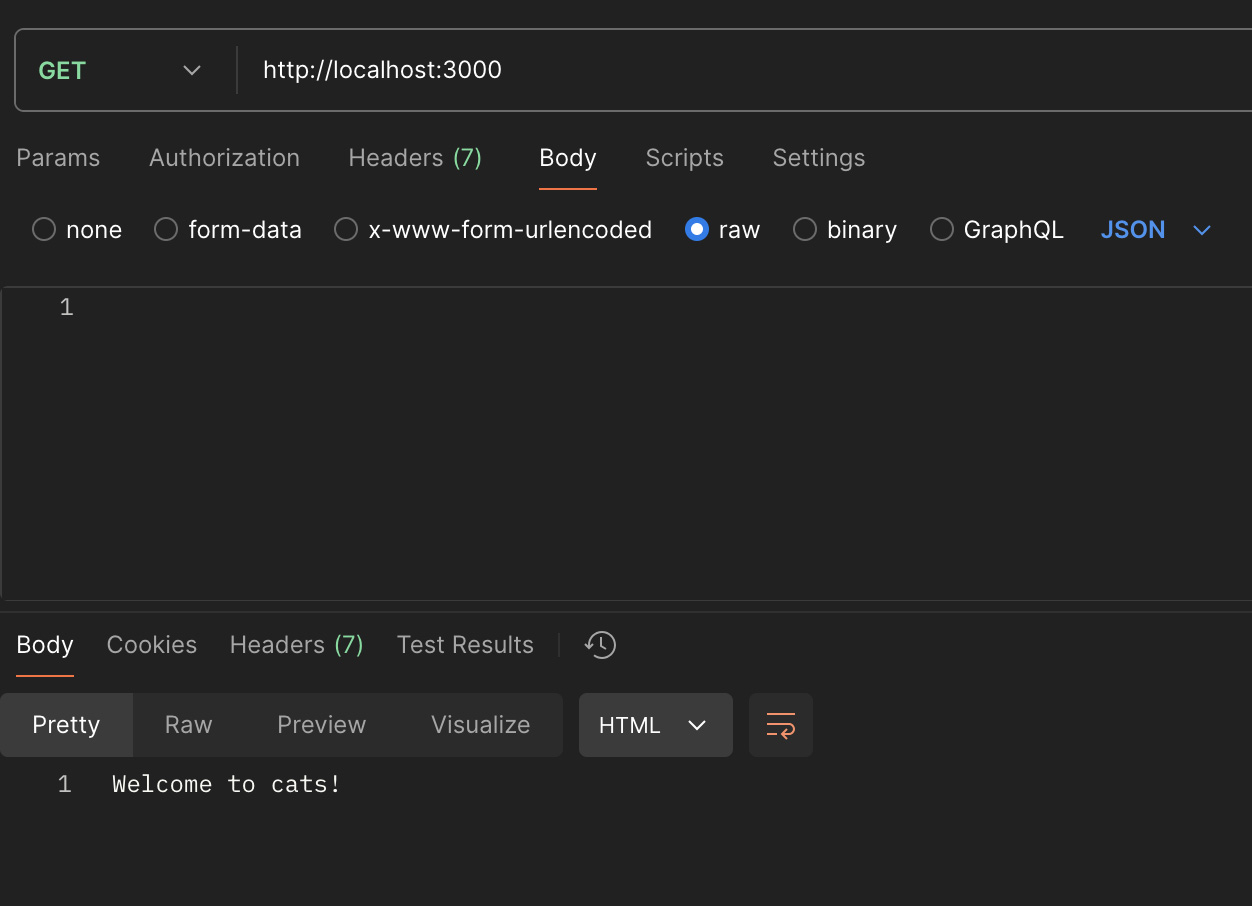 GET http://localhost:3000
Params Authorization Headers (7) Body Scripts Settings
none form-data x-www-form-urlencoded raw binary GraphQL JSON
1
Body Cookies Headers (7) Test Results
Pretty Raw Preview Visualize HTML
1 Welcome to cats!